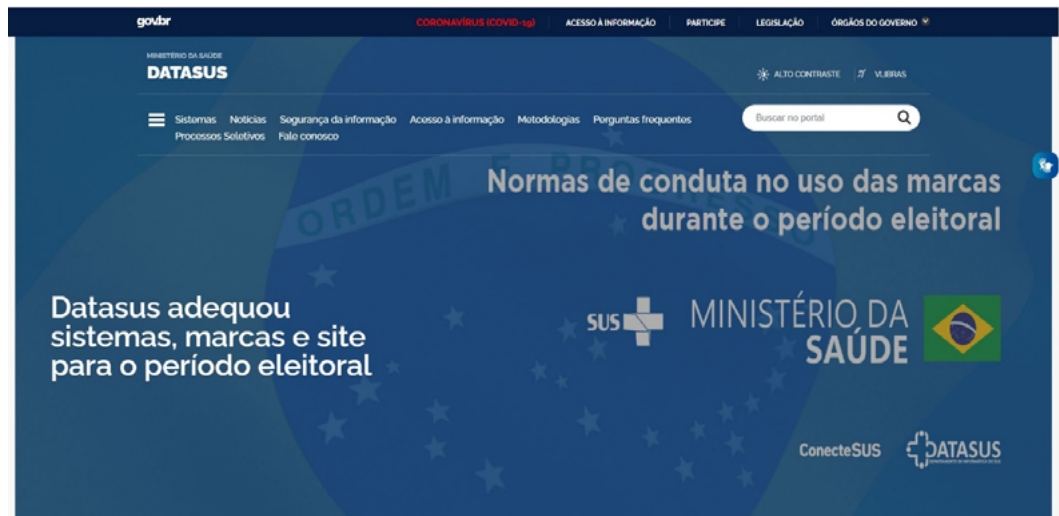 govbr
CORONAVÍRUS (COVID-19) ACESSO À INFORMAÇÃO PARTICIPE LEGISLAÇÃO ÓRGÃOS DO GOVERNO
MINISTÉRIO DA SAÚDE
DATASUS
ALTO CONTRASTE VLIBRAS
Sistemas Notícias Segurança da informação Acesso à informação Metodologias Perguntas frequentes
Processos Seletivos Fale conosco
Buscar no portal
ORDEM E PROGRESSO
Normas de conduta no uso das marcas
durante o período eleitoral
Datasus adequou
sistemas, marcas e site
para o período eleitoral
SUS
MINISTÉRIO DA
SAÚDE
ConecteSUS
DATASUS